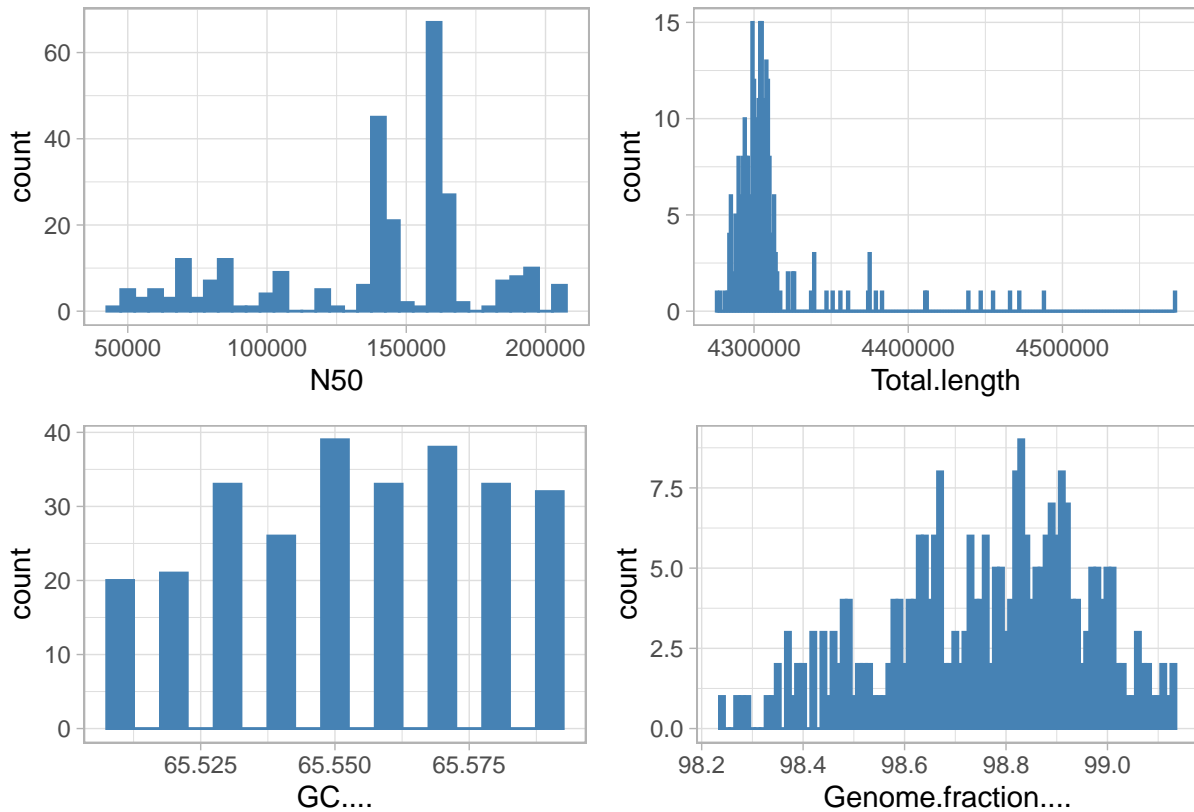 count
60
40
20
0
50000 100000 150000 200000
N50
count
15
10
5
0
4300000 4400000 4500000
Total.length
count
40
30
20
10
0
65.525 65.550 65.575
GC....
count
7.5
5.0
2.5
0.0
98.2 98.4 98.6 98.8 99.0
Genome.fraction....